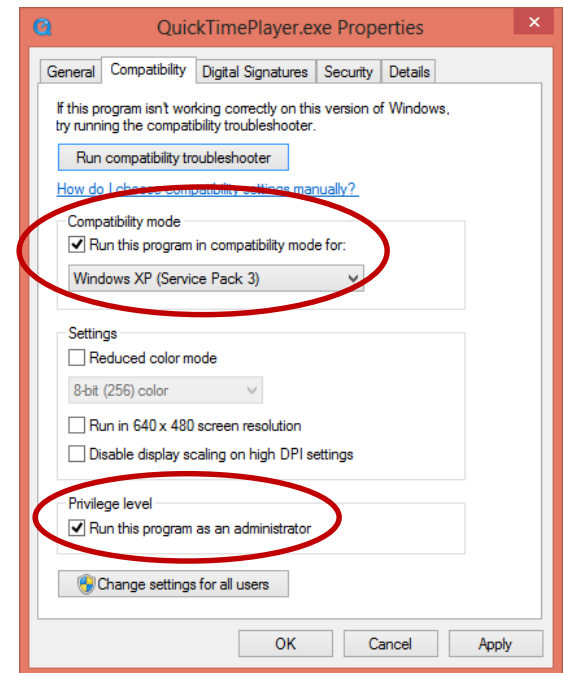 QuickTimePlayer.exe Properties
General Compatibility Digital Signatures Security Details
If this program isn't working correctly on this version of Windows,
try running the compatibility troubleshooter.
Run compatibility troubleshooter
How do I choose compatibility settings manually?
Compatibility mode
Run this program in compatibility mode for:
Windows XP (Service Pack 3)
Settings
Reduced color mode
8-bit (256) color
Run in 640 x 480 screen resolution
Disable display scaling on high DPI settings
Privilege level
Run this program as an administrator
Change settings for all users
OK Cancel Apply